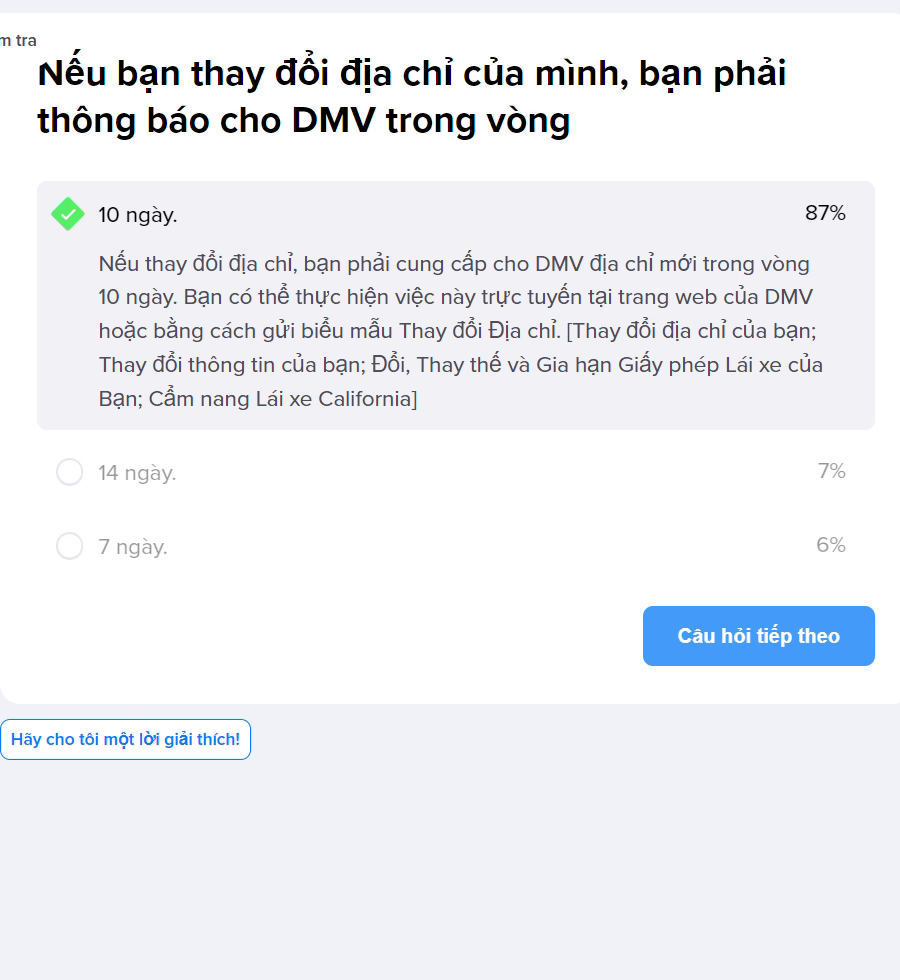 m tra
Nếu bạn thay đổi địa chỉ của mình, bạn phải
thông báo cho DMV trong vòng
10 ngày.
87%
Nếu thay đổi địa chỉ, bạn phải cung cấp cho DMV địa chỉ mới trong vòng
10 ngày. Bạn có thể thực hiện việc này trực tuyến tại trang web của DMV
hoặc bằng cách gửi biểu mẫu Thay đổi Địa chỉ. [Thay đổi địa chỉ của bạn;
Thay đổi thông tin của bạn; Đổi, Thay thế và Gia hạn Giấy phép Lái xe của
Bạn; Cẩm nang Lái xe California]
14 ngày.
7%
7 ngày.
6%
Câu hỏi tiếp theo
Hãy cho tôi một lời giải thích!